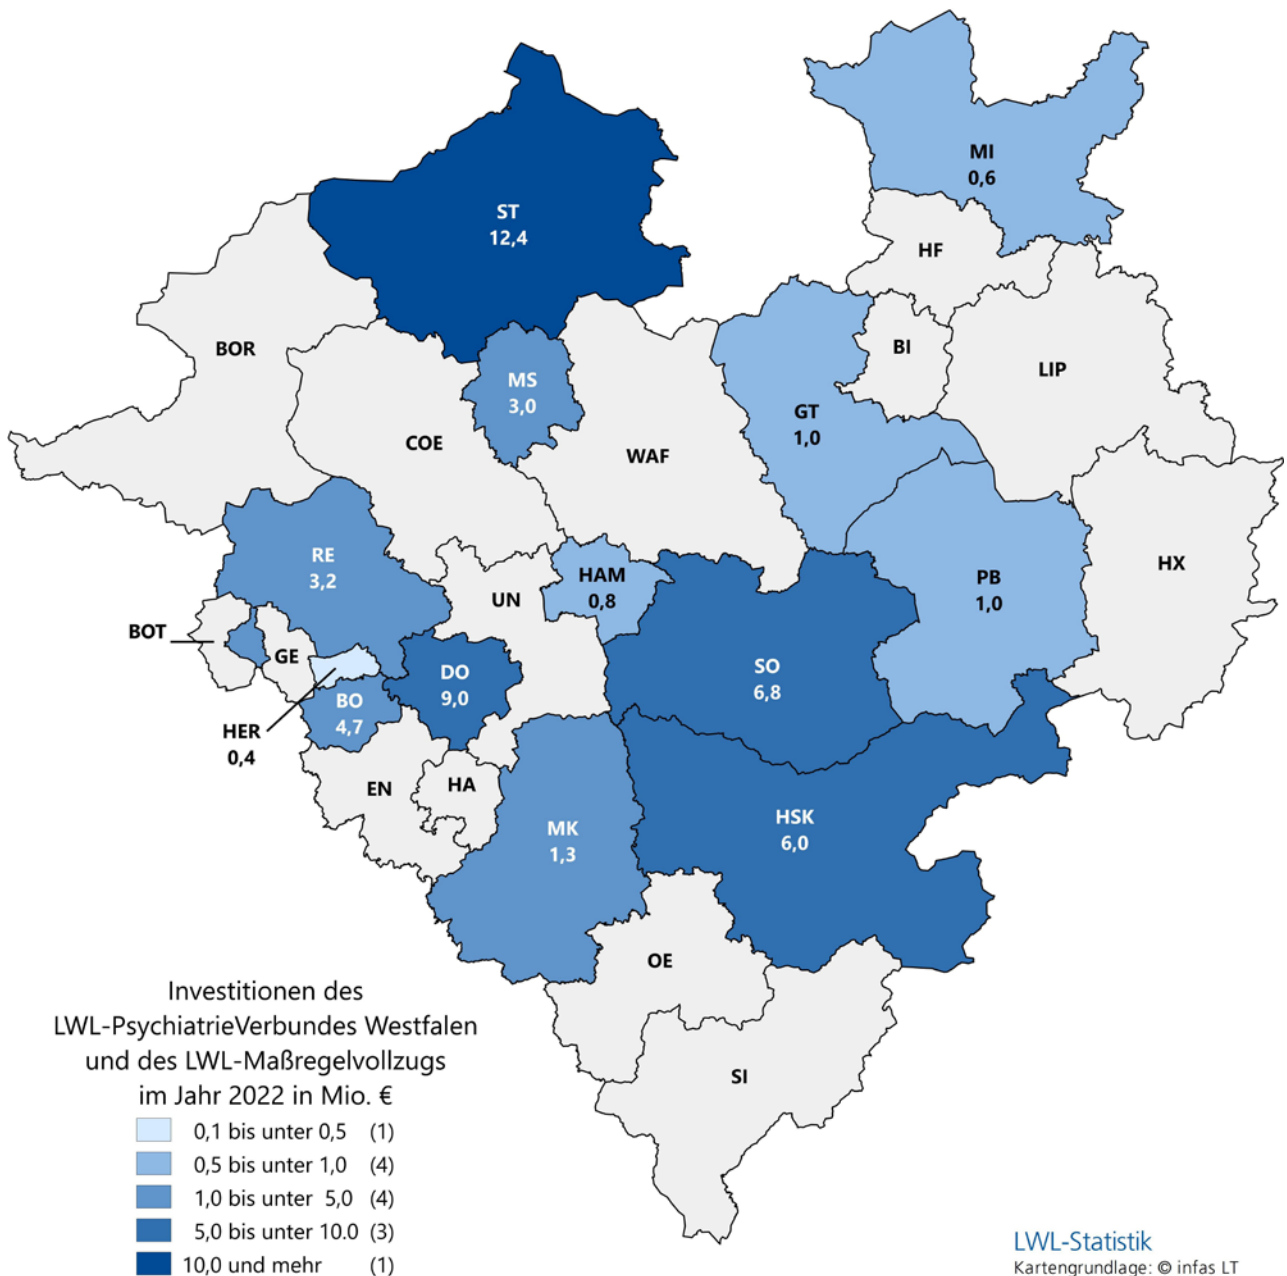 MI
0,6
ST
12,4
HF
BOR
BI
LIP
MS
3,0
GT
1,0
COE
WAF
RE
3,2
HAM
0,8
UN
PB
1,0
HX
BOT
GE
DO
9,0
SO
6,8
BO
4,7
HER
0,4
EN
HA
MK
1,3
HSK
6,0
OE
SI
Investitionen des
LWL-PsychiatrieVerbundes Westfalen
und des LWL-Maßregelvollzugs
im Jahr 2022 in Mio. €
0,1 bis unter 0,5 (1)
0,5 bis unter 1,0 (4)
1,0 bis unter 5,0 (4)
5,0 bis unter 10.0 (3)
10,0 und mehr (1)
LWL-Statistik
Kartengrundlage: © infas LT